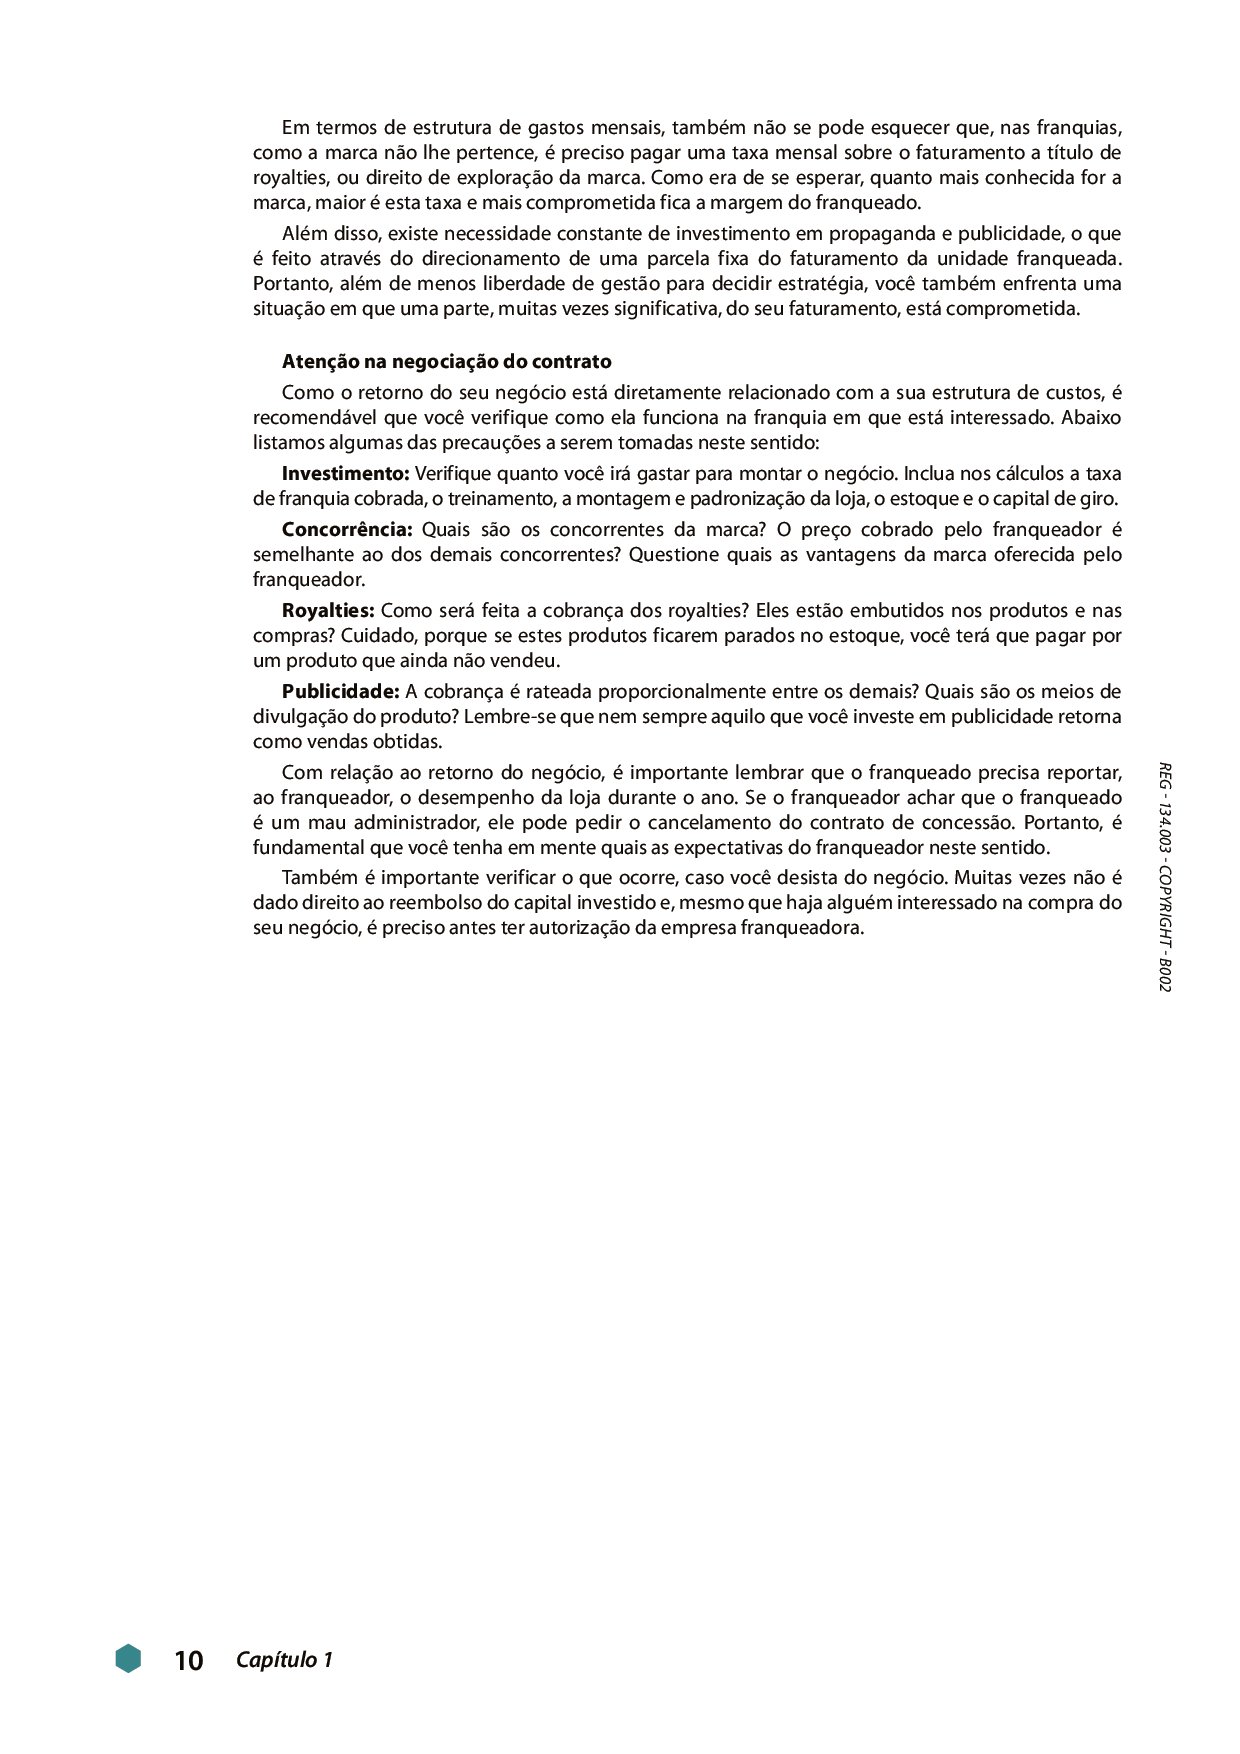 Em termos de estrutura de gastos mensais, também não se pode esquecer que, nas franquias,
como a marca não lhe pertence, é preciso pagar uma taxa mensal sobre o faturamento a título de
royalties, ou direito de exploração da marca. Como era de se esperar, quanto mais conhecida for a
marca, maior é esta taxa e mais comprometida fica a margem do franqueado.
Além disso, existe necessidade constante de investimento em propaganda e publicidade, o que
é feito através do direcionamento de uma parcela fixa do faturamento da unidade franqueada.
Portanto, além de menos liberdade de gestão para decidir estratégia, você também enfrenta uma
situação em que uma parte, muitas vezes significativa, do seu faturamento, está comprometida.
Atenção na negociação do contrato
Como o retorno do seu negócio está diretamente relacionado com a sua estrutura de custos, é
recomendável que você verifique como ela funciona na franquia em que está interessado. Abaixo
listamos algumas das precauções a serem tomadas neste sentido:
Investimento: Verifique quanto você irá gastar para montar o negócio. Inclua nos cálculos a taxa
de franquia cobrada, o treinamento, a montagem e padronização da loja, o estoque e o capital de giro.
Concorrência: Quais são os concorrentes da marca? O preço cobrado pelo franqueador é
semelhante ao dos demais concorrentes? Questione quais as vantagens da marca oferecida pelo
franqueador.
Royalties: Como será feita a cobrança dos royalties? Eles estão embutidos nos produtos e nas
compras? Cuidado, porque se estes produtos ficarem parados no estoque, você terá que pagar por
um produto que ainda não vendeu.
Publicidade: A cobrança é rateada proporcionalmente entre os demais? Quais são os meios de
divulgação do produto? Lembre-se que nem sempre aquilo que você investe em publicidade retorna
como vendas obtidas.
Com relação ao retorno do negócio, é importante lembrar que o franqueado precisa reportar,
ao franqueador, o desempenho da loja durante o ano. Se o franqueador achar que o franqueado
é um mau administrador, ele pode pedir o cancelamento do contrato de concessão. Portanto, é
fundamental que você tenha em mente quais as expectativas do franqueador neste sentido.
Também é importante verificar o que ocorre, caso você desista do negócio. Muitas vezes não é
dado direito ao reembolso do capital investido e, mesmo que haja alguém interessado na compra do
seu negócio, é preciso antes ter autorização da empresa franqueadora.
REG - 134.003 - COPYRIGHT - B002
10 Capítulo 1